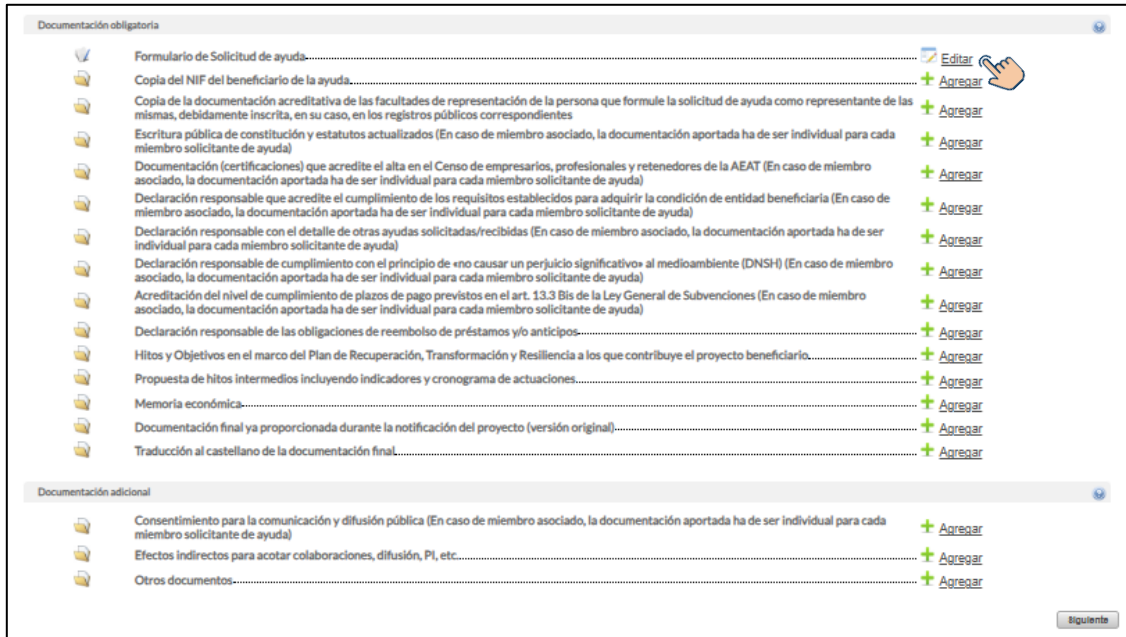 Documentación obligatoria
Formulario de Solicitud de ayuda Editar
Copia del NIF del beneficiario de la ayuda Agregar
Copia de la documentación acreditativa de las facultades de representación de la persona que formule la solicitud de ayuda como representante de las
mismas, debidamente inscrita, en su caso, en los registros públicos correspondientes Agregar
Escritura pública de constitución y estatutos actualizados (En caso de miembro asociado, la documentación aportada ha de ser individual para cada
miembro solicitante de ayuda) Agregar
Documentación (certificaciones) que acredite el alta en el Censo de empresarios, profesionales y retenedores de la AEAT (En caso de miembro
asociado, la documentación aportada ha de ser individual para cada miembro solicitante de ayuda) Agregar
Declaración responsable que acredite el cumplimiento de los requisitos establecidos para adquirir la condición de entidad beneficiaria (En caso de
miembro asociado, la documentación aportada ha de ser individual para cada miembro solicitante de ayuda) Agregar
Declaración responsable con el detalle de otras ayudas solicitadas/recibidas (En caso de miembro asociado, la documentación aportada ha de ser
individual para cada miembro solicitante de ayuda) Agregar
Declaración responsable de cumplimiento con el principio de «no causar un perjuicio significativo» al medioambiente (DNSH) (En caso de miembro
asociado, la documentación aportada ha de ser individual para cada miembro solicitante de ayuda) Agregar
Acreditación del nivel de cumplimiento de plazos de pago previstos en el art. 13.3 Bis de la Ley General de Subvenciones (En caso de miembro
asociado, la documentación aportada ha de ser individual para cada miembro solicitante de ayuda) Agregar
Declaración responsable de las obligaciones de reembolso de préstamos y/o anticipos Agregar
Hitos y Objetivos en el marco del Plan de Recuperación, Transformación y Resiliencia a los que contribuye el proyecto beneficiario Agregar
Propuesta de hitos intermedios incluyendo indicadores y cronograma de actuaciones Agregar
Memoria económica Agregar
Documentación final ya proporcionada durante la notificación del proyecto (versión original) Agregar
Traducción al castellano de la documentación final Agregar
Documentación adicional
Consentimiento para la comunicación y difusión pública (En caso de miembro asociado, la documentación aportada ha de ser individual para cada
miembro solicitante de ayuda) Agregar
Efectos indirectos para acotar colaboraciones, difusión, PI, etc. Agregar
Otros documentos Agregar
Siguiente